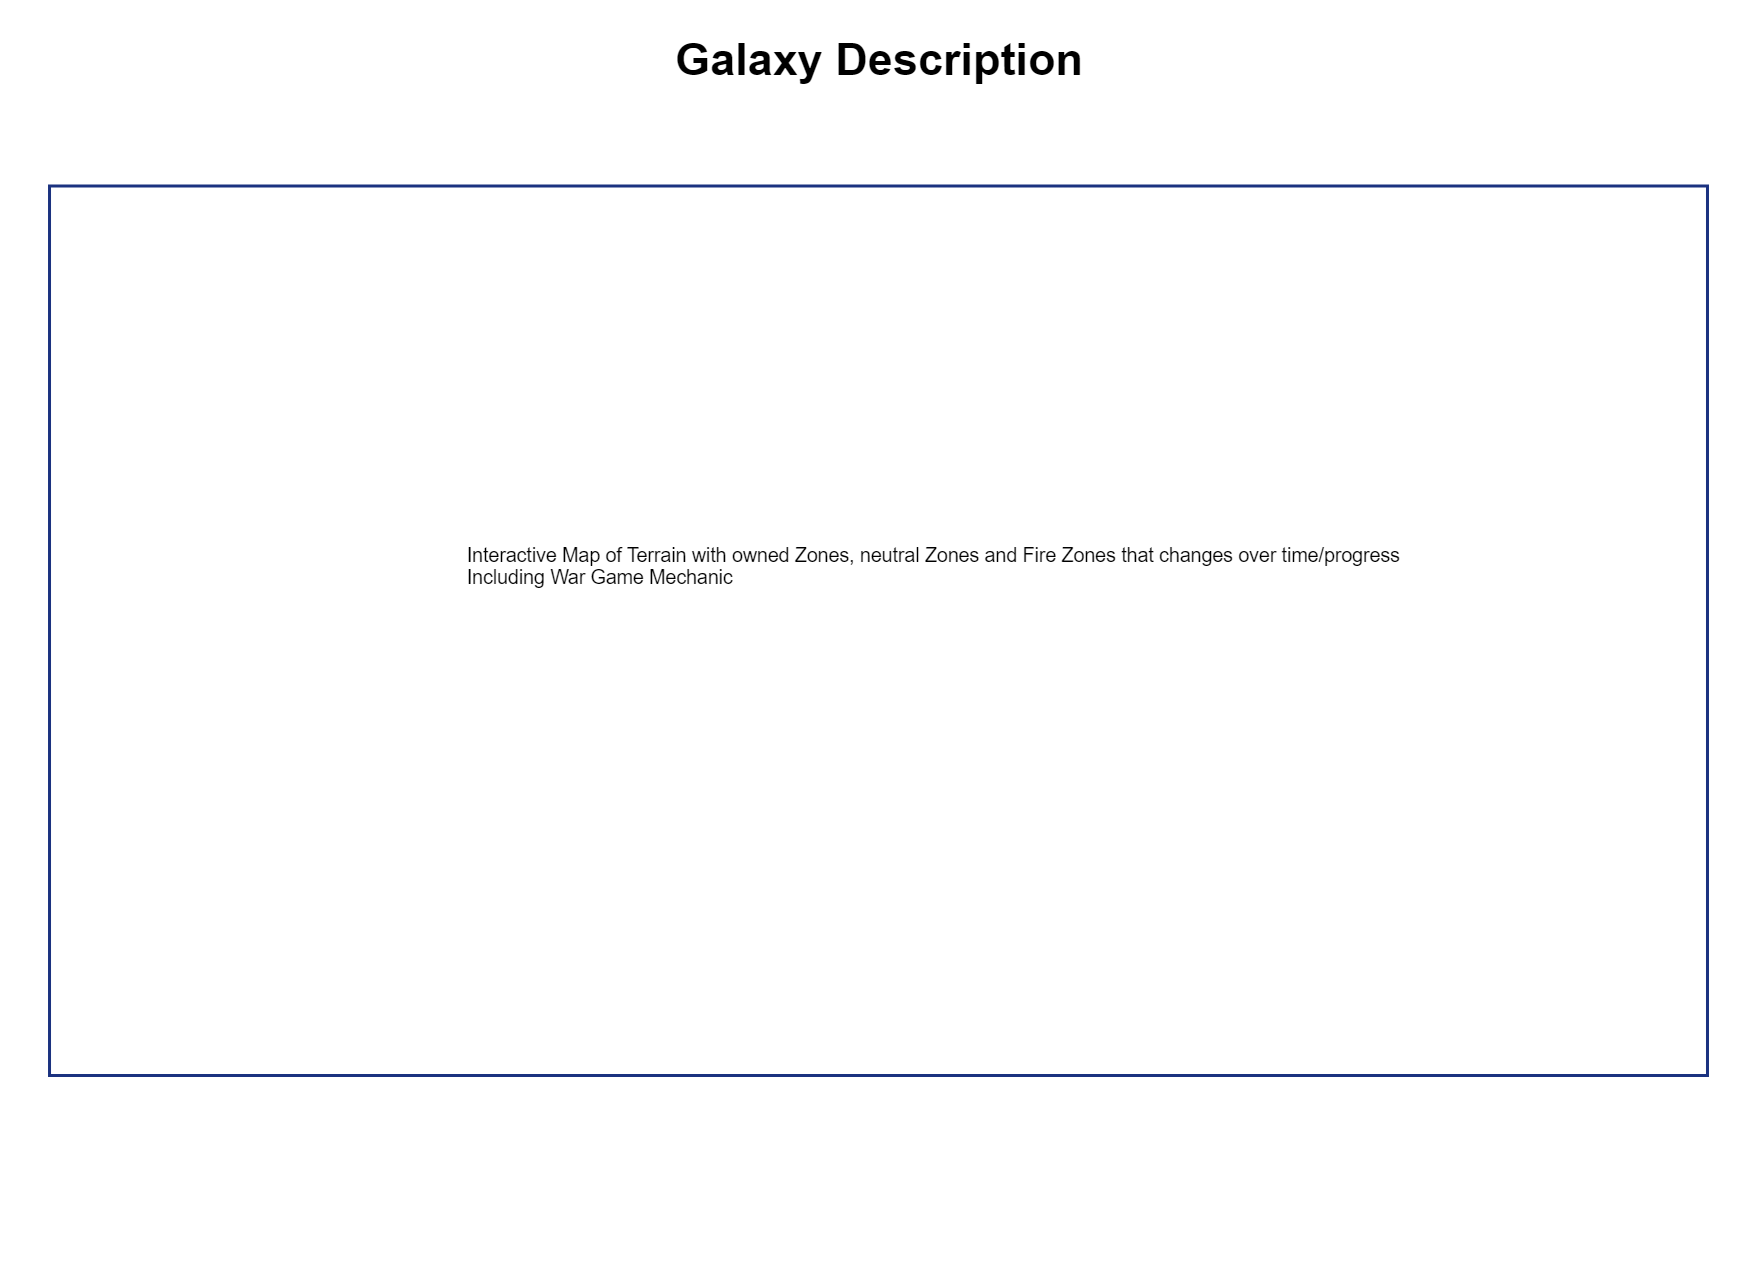 Galaxy Description
Interactive Map of Terrain with owned Zones, neutral Zones and Fire Zones that changes over time/progress
Including War Game Mechanic